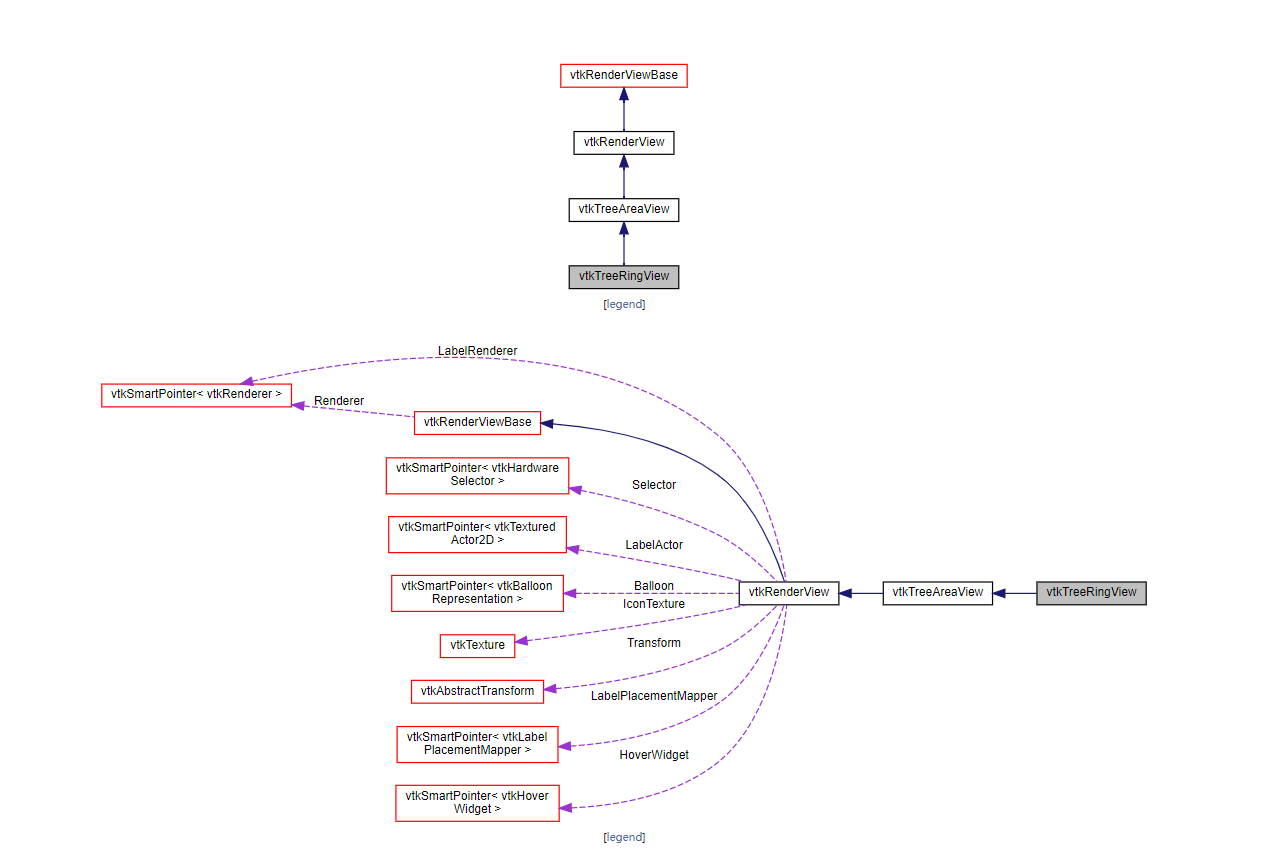 vtkRenderViewBase
vtkRenderView
vtkTreeAreaView
vtkTreeRingView
[legend]
LabelRenderer
vtkSmartPointer< vtkRenderer >
Renderer
vtkRenderViewBase
vtkSmartPointer< vtkHardware
Selector >
Selector
vtkSmartPointer< vtkTextured
Actor2D >
LabelActor
vtkSmartPointer< vtkBalloon
Representation >
Balloon
vtkRenderView
vtkTreeAreaView
vtkTreeRingView
IconTexture
vtkTexture
Transform
vtkAbstractTransform
LabelPlacementMapper
vtkSmartPointer< vtkLabel
PlacementMapper >
HoverWidget
vtkSmartPointer< vtkHover
Widget >
[legend]